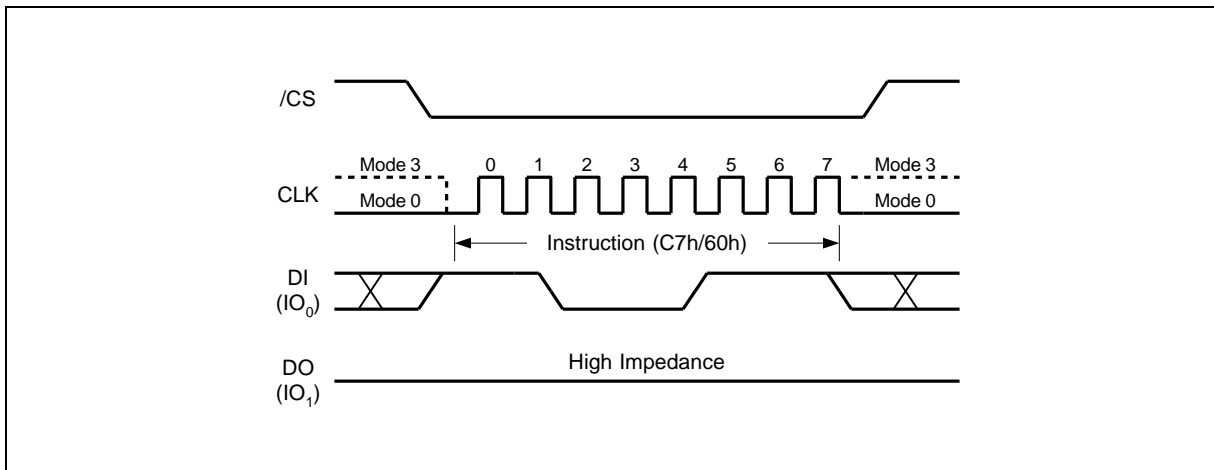 /CS
Mode 3 0 1 2 3 4 5 6 7 Mode 3
CLK
Mode 0 Mode 0
Instruction (C7h/60h)
DI
(IO0)
High Impedance
DO
(IO1)